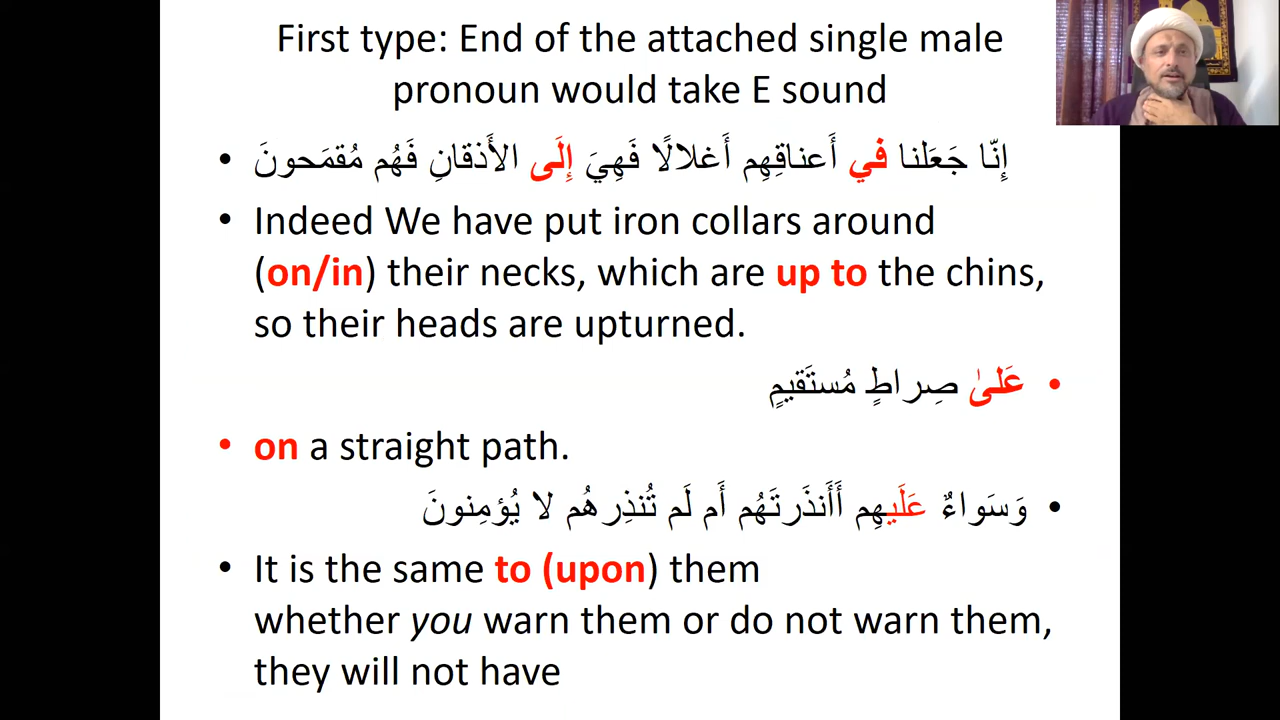 First type: End of the attached single male
pronoun would take E sound
• إِنّا جَعَلنا في أَعناقِهِم أَغلالًا فَهِيَ إِلَى الأَذقانِ فَهُم مُقمَحونَ
• Indeed We have put iron collars around
(on/in) their necks, which are up to the chins,
so their heads are upturned.
• عَلىٰ صِراطٍ مُستَقيمٍ
• on a straight path.
• وَسَواءٌ عَلَيهِم أَأَنذَرتَهُم أَم لَم تُنذِرهُم لا يُؤمِنونَ
• It is the same to (upon) them
whether you warn them or do not warn them,
they will not have